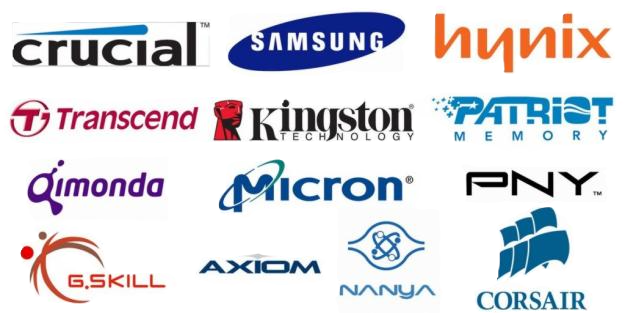 crucial™
SAMSUNG
hynix
Transcend
Kingston®
TECHNOLOGY
PATRIOT
MEMORY
Qimonda
Micron®
PNY™
G.SKILL
AXIOM
NANYA
CORSAIR